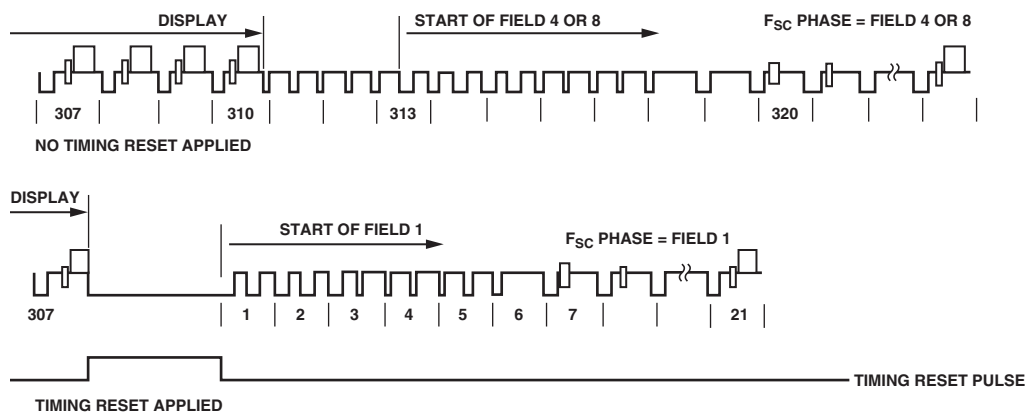 DISPLAY
START OF FIELD 4 OR 8
FSC PHASE = FIELD 4 OR 8
307 310 313 320
NO TIMING RESET APPLIED
DISPLAY
START OF FIELD 1
FSC PHASE = FIELD 1
307 1 2 3 4 5 6 7 21
TIMING RESET PULSE
TIMING RESET APPLIED